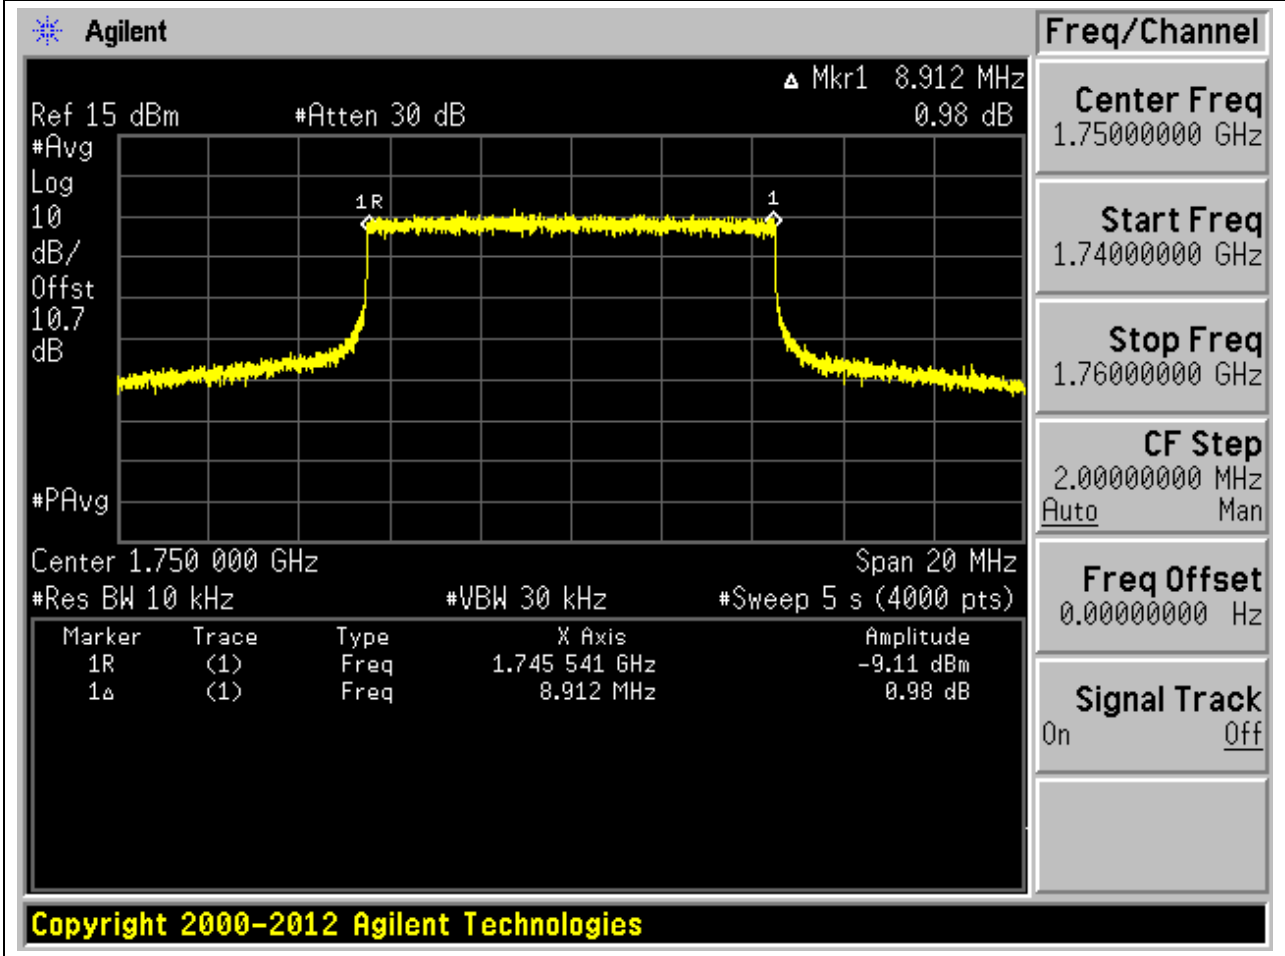 Agilent
Freq/Channel
Δ Mkr1 8.912 MHz
Ref 15 dBm #Atten 30 dB 0.98 dB
#Avg
Log
10
dB/
Offst
10.7
dB
#PAvg
1R
1
Center 1.750 000 GHz Span 20 MHz
#Res BW 10 kHz #VBW 30 kHz #Sweep 5 s (4000 pts)
Marker Trace Type X Axis Amplitude
1R (1) Freq 1.745 541 GHz -9.11 dBm
1Δ (1) Freq 8.912 MHz 0.98 dB
Center Freq
1.75000000 GHz
Start Freq
1.74000000 GHz
Stop Freq
1.76000000 GHz
CF Step
2.00000000 MHz
Auto Man
Freq Offset
0.00000000 Hz
Signal Track
On Off
Copyright 2000-2012 Agilent Technologies